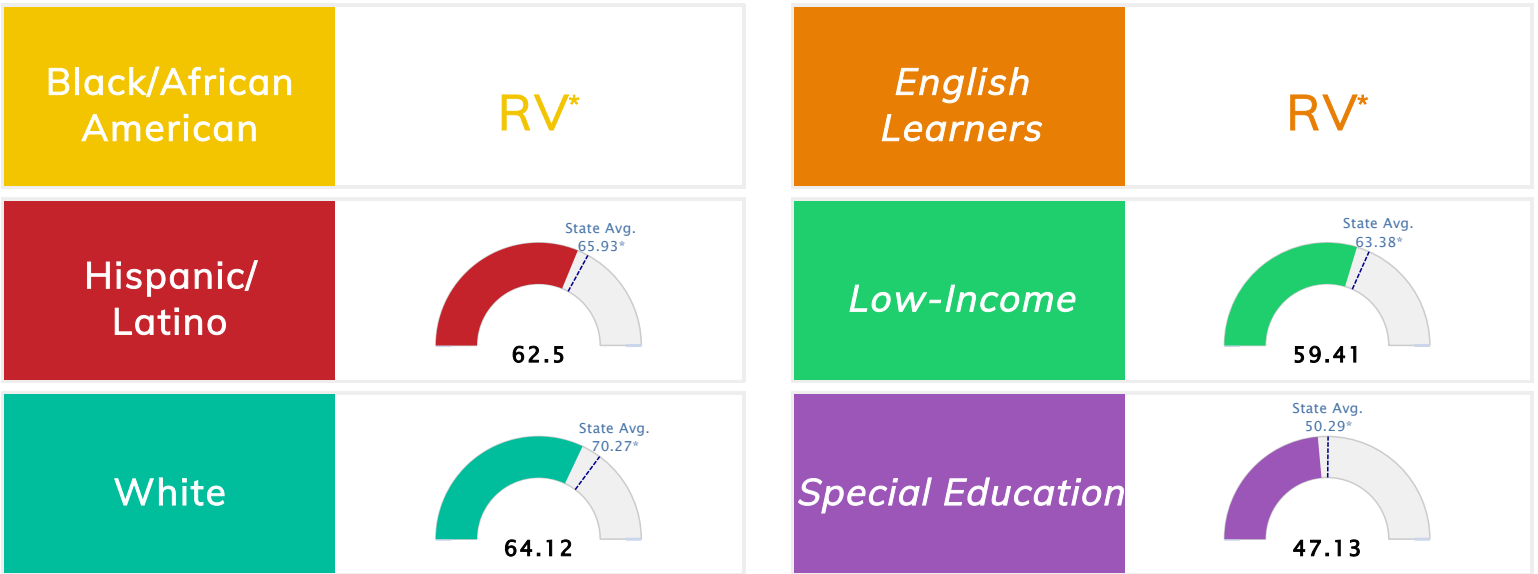 Black/African
American
RV*
English
Learners
RV*
Hispanic/
Latino
State Avg.
65.93*
62.5
Low-Income
State Avg.
63.38*
59.41
White
State Avg.
70.27*
64.12
Special Education
State Avg.
50.29*
47.13